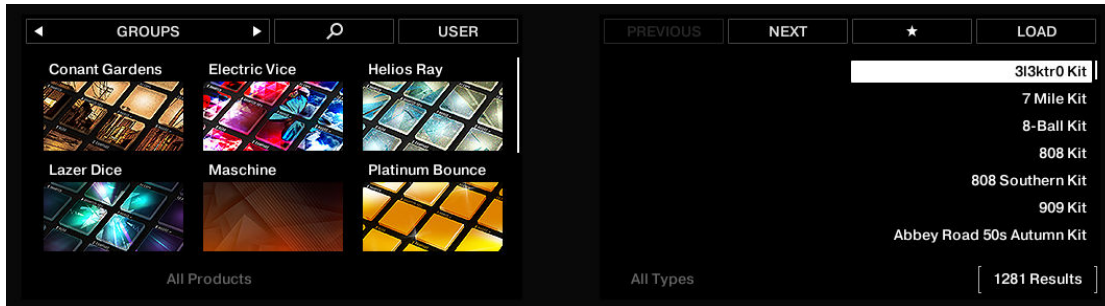 GROUPS
USER
Conant Gardens
Electric Vice
Helios Ray
Lazer Dice
Maschine
Platinum Bounce
All Products
PREVIOUS
NEXT
LOAD
3l3ktr0 Kit
7 Mile Kit
8-Ball Kit
808 Kit
808 Southern Kit
909 Kit
Abbey Road 50s Autumn Kit
All Types
1281 Results